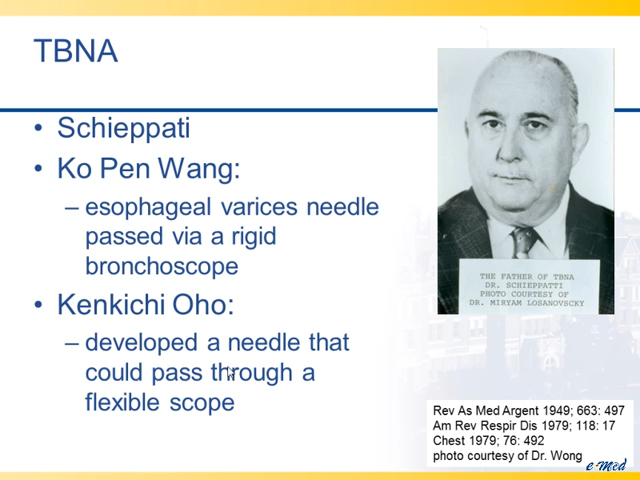 TBNA
• Schieppati
• Ko Pen Wang:
– esophageal varices needle
passed via a rigid
bronchoscope
• Kenkichi Oho:
– developed a needle that
could pass through a
flexible scope
THE FATHER OF TBNA
DR. SCHIEPPATTI
PHOTO COURTESY OF
DR. MIRYAM LOSANOVSCKY
Rev As Med Argent 1949; 663: 497
Am Rev Respir Dis 1979; 118: 17
Chest 1979; 76: 492
photo courtesy of Dr. Wong
e-Med